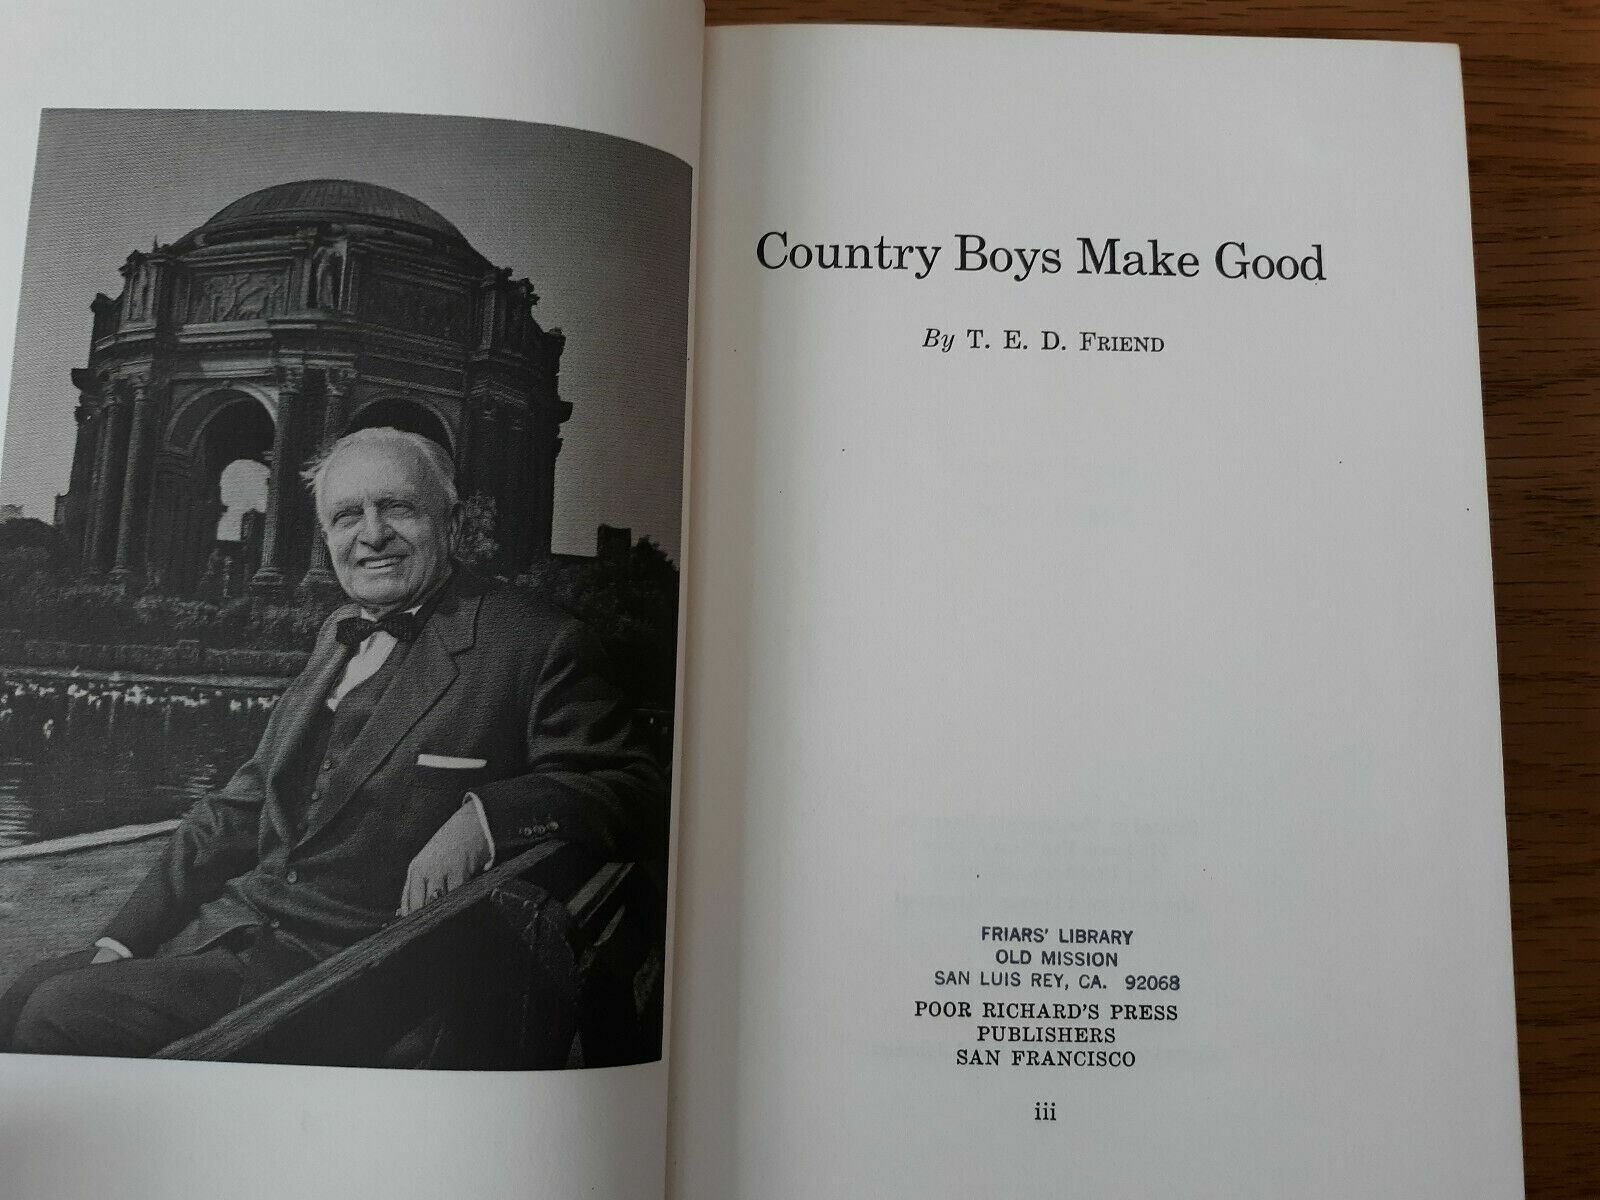 Country Boys Make Good
By T. E. D. FRIEND
FRIARS' LIBRARY
OLD MISSION
SAN LUIS REY, CA. 92068
POOR RICHARD'S PRESS
PUBLISHERS
SAN FRANCISCO
iii